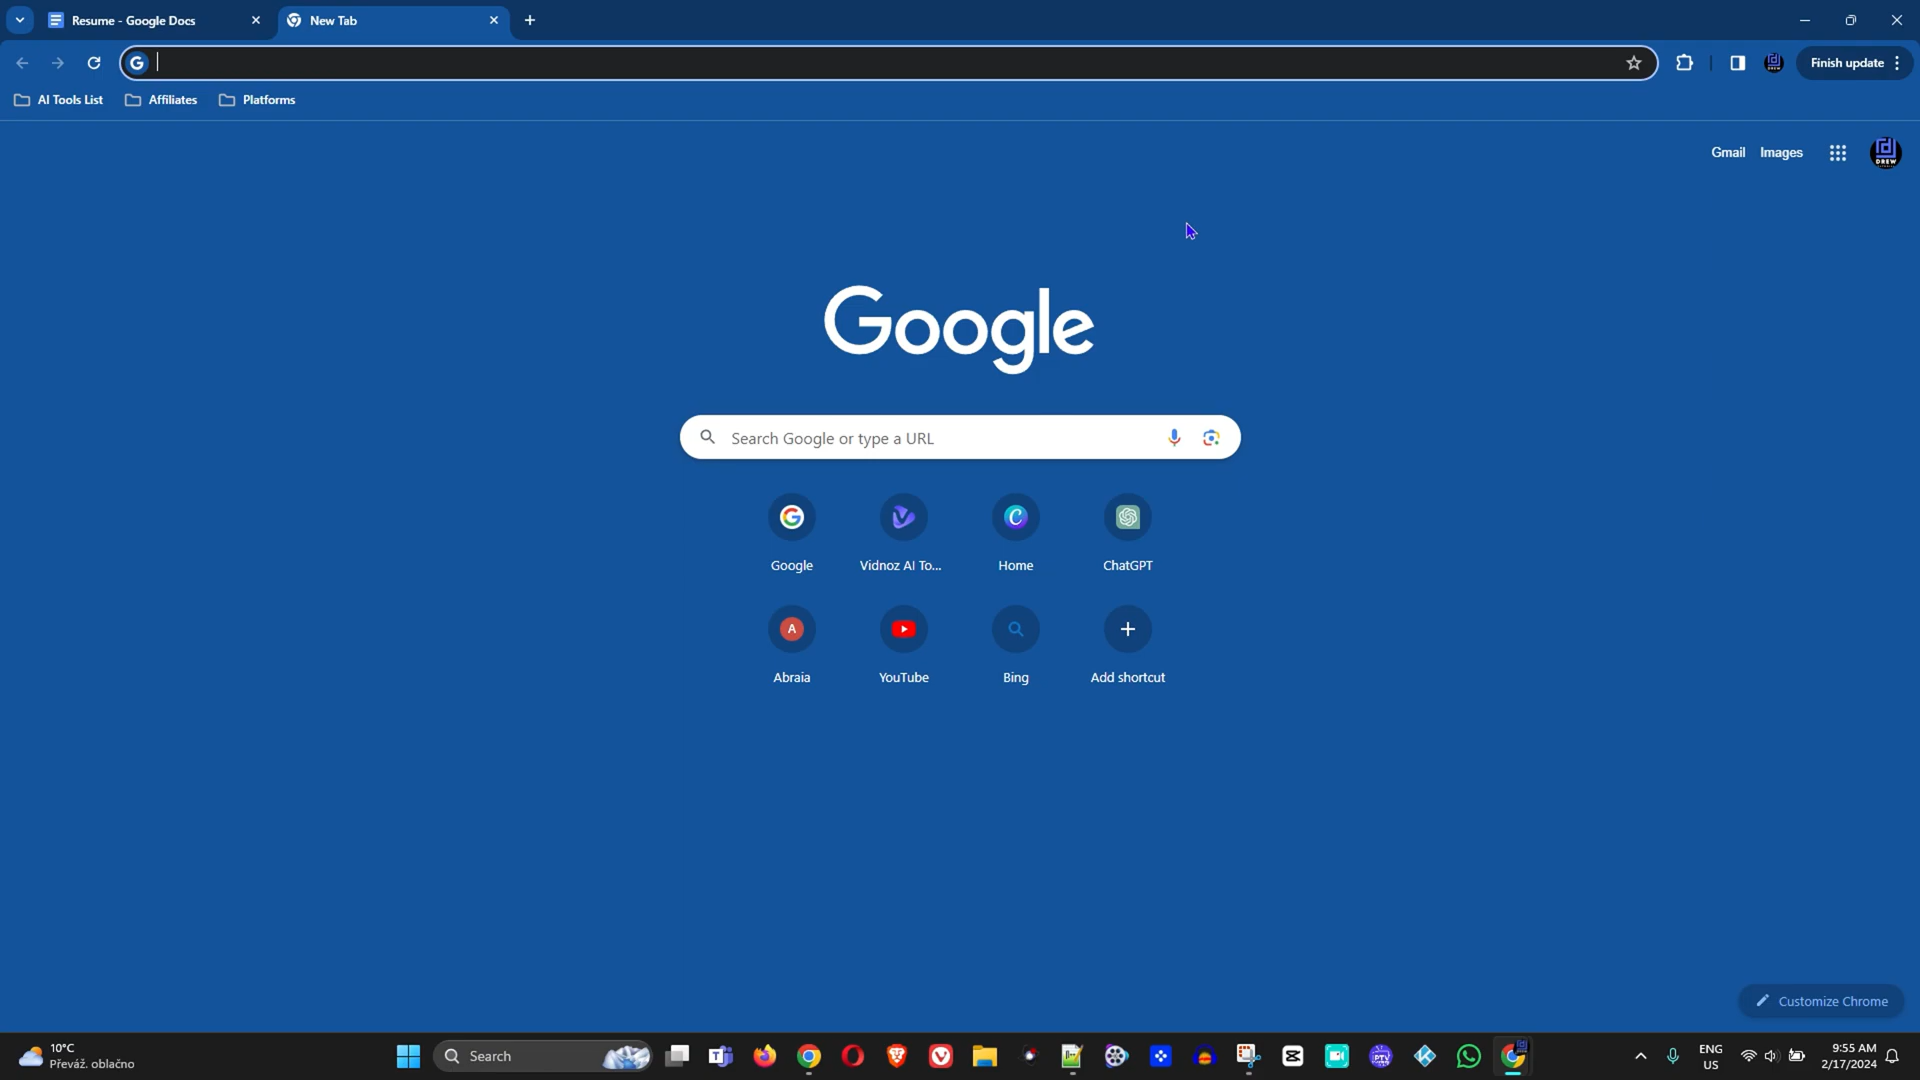 Resume - Google Docs
New Tab
Finish update
AI Tools List
Affiliates
Platforms
Gmail
Images
DREW
Google
Search Google or type a URL
Google
Vidnoz AI To...
Home
ChatGPT
A
Abraia
YouTube
Bing
Add shortcut
Customize Chrome
10°C
Převáž. oblačno
Search
PTV
ENG
US
9:55 AM
2/17/2024